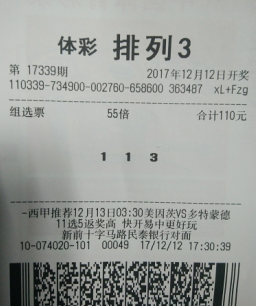 体彩 排列3
第 17339期 2017年12月12日开奖
110339-734900-002760-658600 363487 xL+Fzg
组选票 55倍 合计110元
1 1 3
-西甲推荐12月13日03:30美因茨VS多特蒙德
11选5返奖高 快开易中更好玩
新前十字马路民泰银行对面
10-074020-101 00049 17/12/12 17:30:39